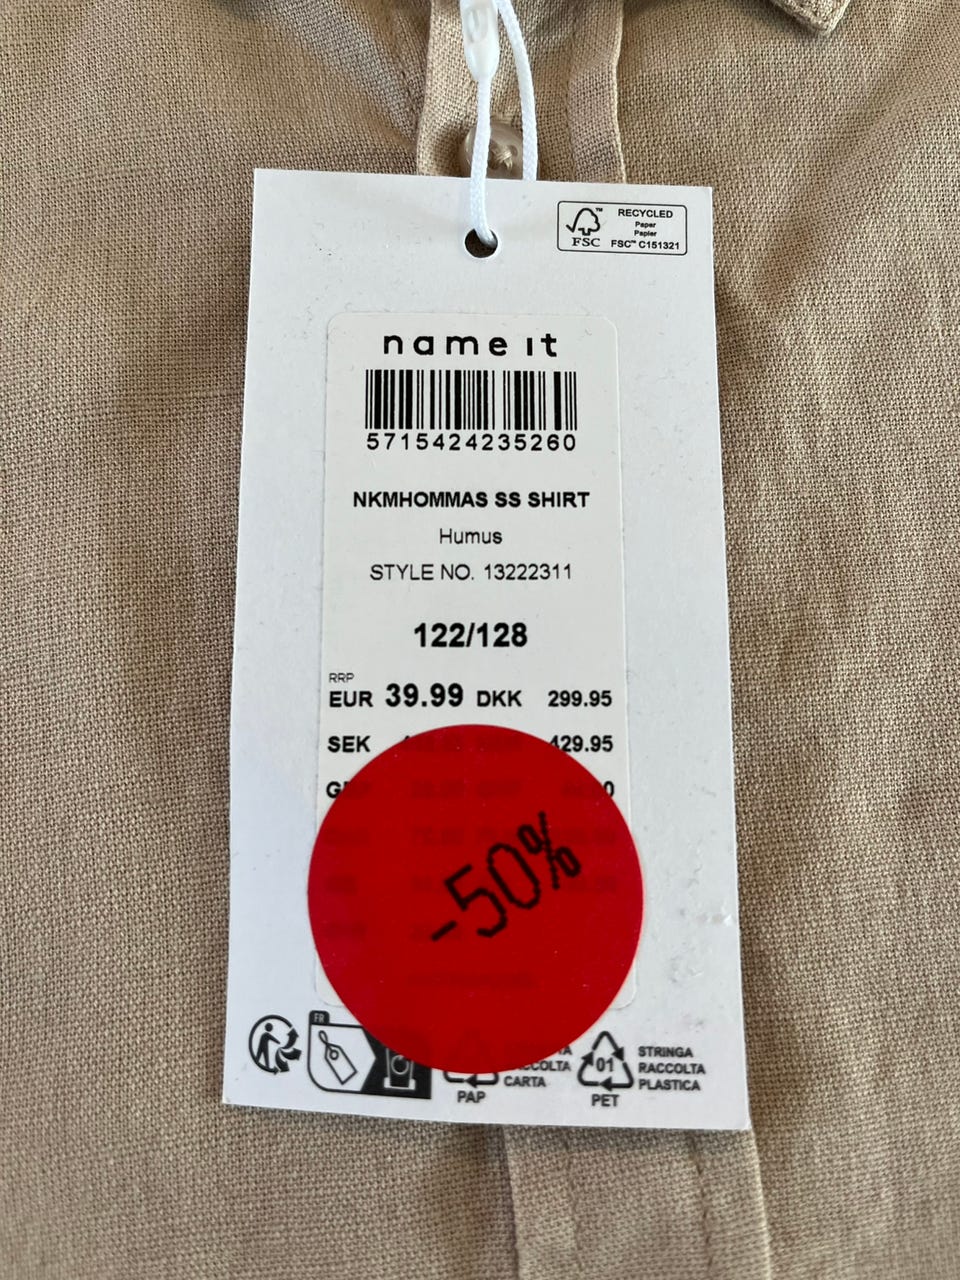 RECYCLED
Paper
Papier
FSC™ C151321
FSC
name it
5715424235260
NKMHOMMAS SS SHIRT
Humus
STYLE NO. 13222311
122/128
RRP
EUR 39.99 DKK 299.95
SEK 429.95
-50%
FR
CARTA
PAP
01
PET
STRINGA
RACCOLTA
PLASTICA